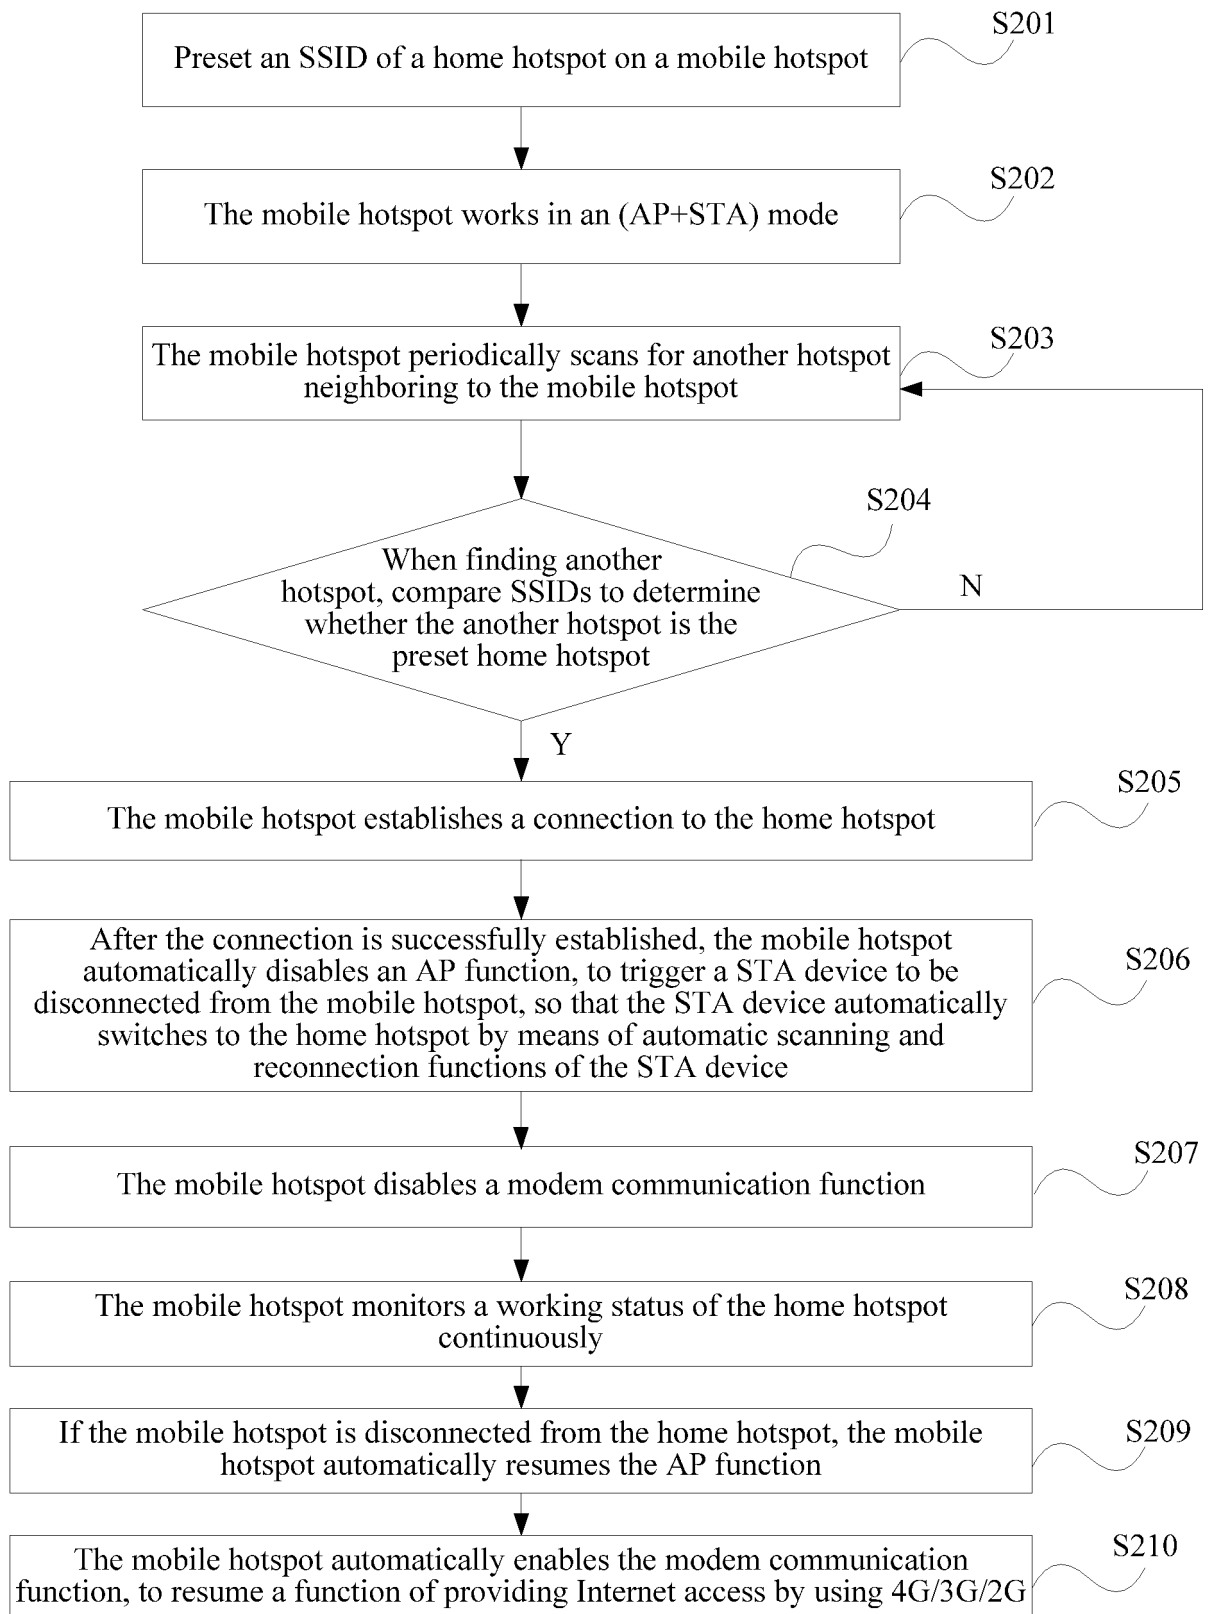 S201
Preset an SSID of a home hotspot on a mobile hotspot
S202
The mobile hotspot works in an (AP+STA) mode
S203
The mobile hotspot periodically scans for another hotspot
neighboring to the mobile hotspot
S204
When finding another
hotspot, compare SSIDs to determine
whether the another hotspot is the
preset home hotspot
N
Y
S205
The mobile hotspot establishes a connection to the home hotspot
S206
After the connection is successfully established, the mobile hotspot
automatically disables an AP function, to trigger a STA device to be
disconnected from the mobile hotspot, so that the STA device automatically
switches to the home hotspot by means of automatic scanning and
reconnection functions of the STA device
S207
The mobile hotspot disables a modem communication function
S208
The mobile hotspot monitors a working status of the home hotspot
continuously
S209
If the mobile hotspot is disconnected from the home hotspot, the mobile
hotspot automatically resumes the AP function
S210
The mobile hotspot automatically enables the modem communication
function, to resume a function of providing Internet access by using 4G/3G/2G